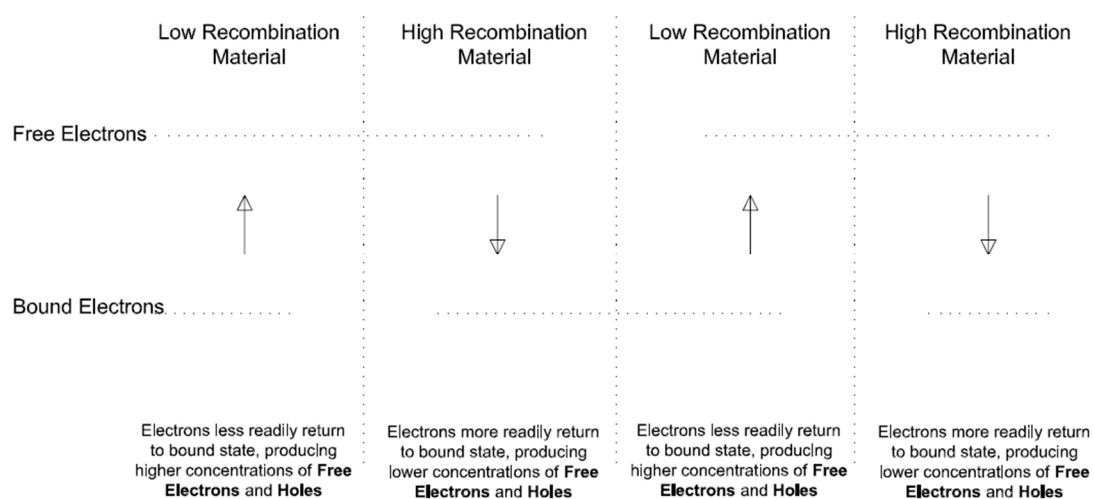 Low Recombination
Material
High Recombination
Material
Low Recombination
Material
High Recombination
Material
Free Electrons
Bound Electrons
Electrons less readily return
to bound state, producing
higher concentrations of Free
Electrons and Holes
Electrons more readily return
to bound state, producing
lower concentrations of Free
Electrons and Holes
Electrons less readily return
to bound state, producing
higher concentrations of Free
Electrons and Holes
Electrons more readily return
to bound state, producing
lower concentrations of Free
Electrons and Holes